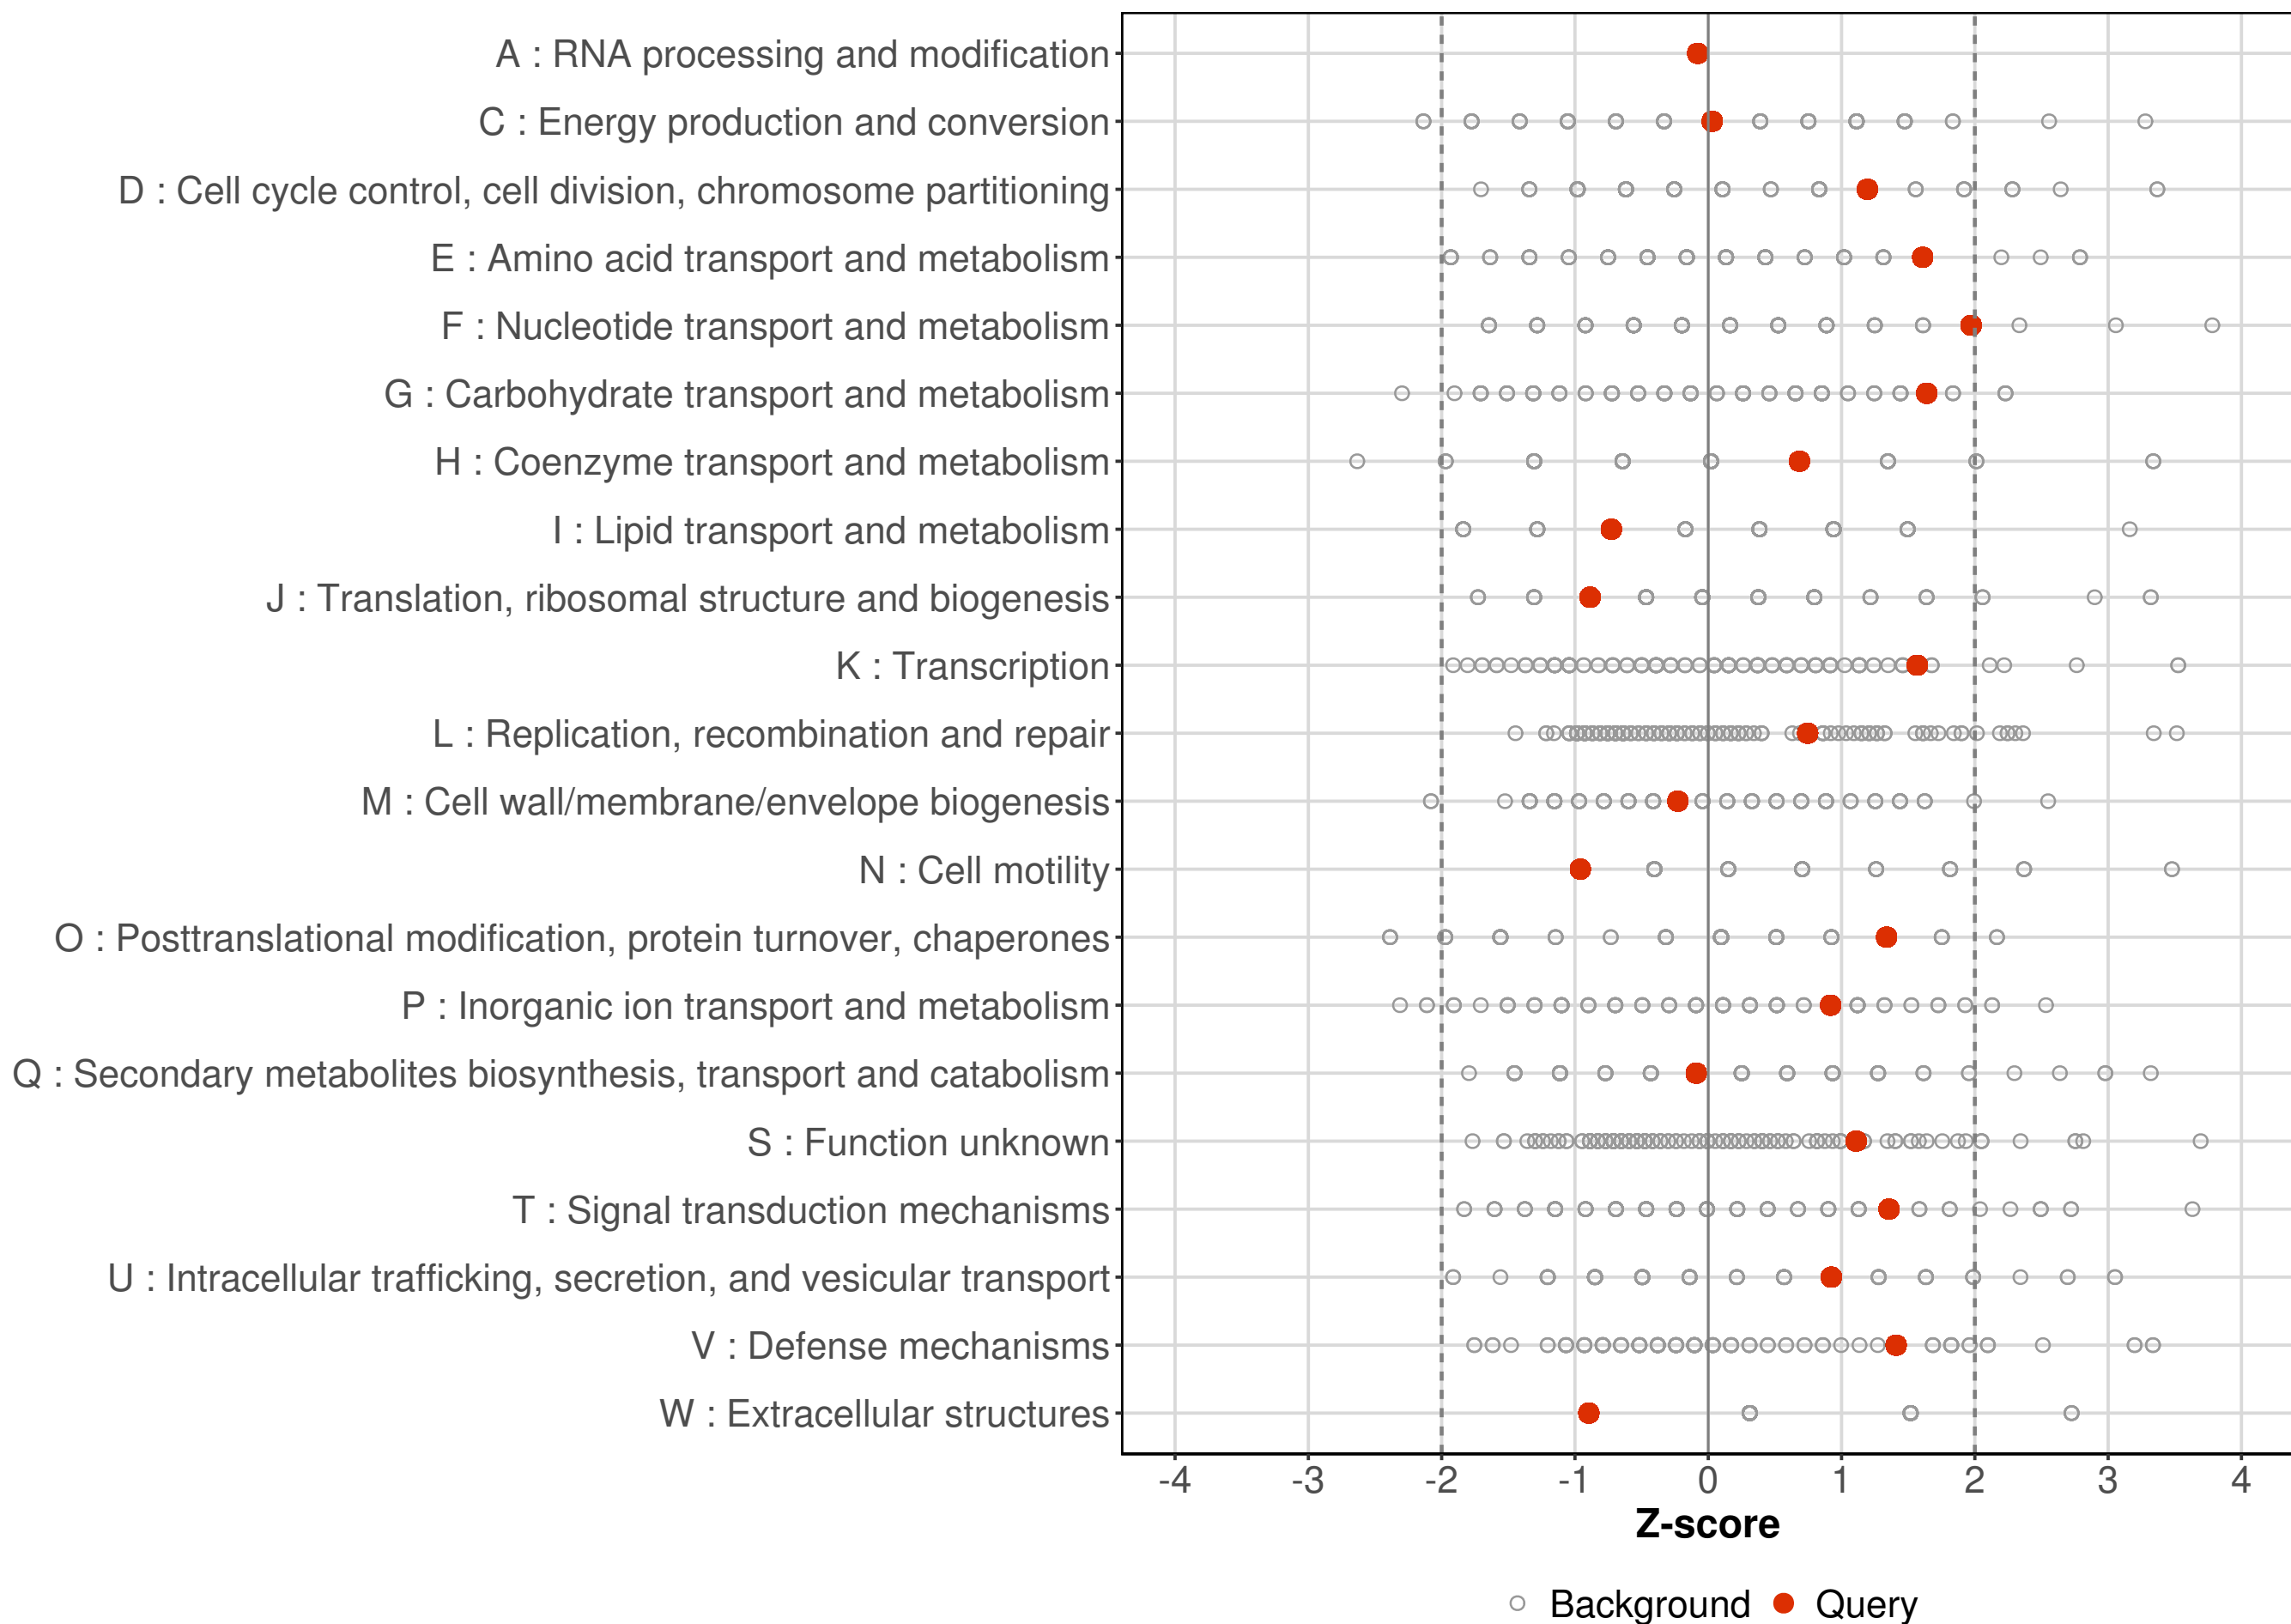 A : RNA processing and modification
C : Energy production and conversion
D : Cell cycle control, cell division, chromosome partitioning
E : Amino acid transport and metabolism
F : Nucleotide transport and metabolism
G : Carbohydrate transport and metabolism
H : Coenzyme transport and metabolism
I : Lipid transport and metabolism
J : Translation, ribosomal structure and biogenesis
K : Transcription
L : Replication, recombination and repair
M : Cell wall/membrane/envelope biogenesis
N : Cell motility
O : Posttranslational modification, protein turnover, chaperones
P : Inorganic ion transport and metabolism
Q : Secondary metabolites biosynthesis, transport and catabolism
S : Function unknown
T : Signal transduction mechanisms
U : Intracellular trafficking, secretion, and vesicular transport
V : Defense mechanisms
W : Extracellular structures
-4 -3 -2 -1 0 1 2 3 4
Z-score
Background Query